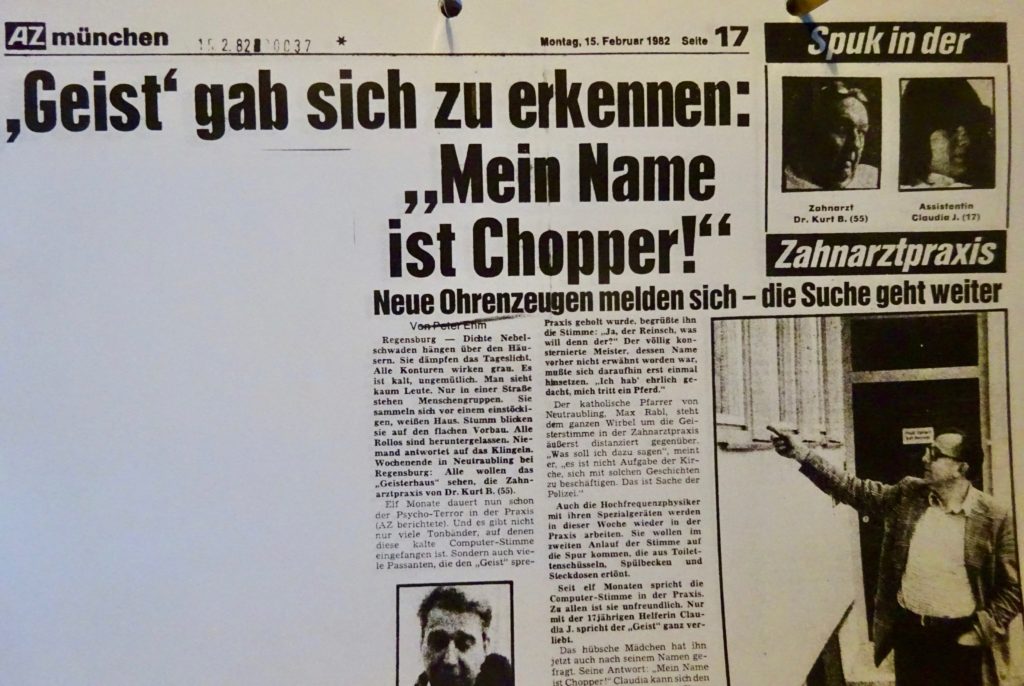 AZ münchen
15. 2. 82 0037 *
Montag, 15. Februar 1982 Seite 17
‚Geist‘ gab sich zu erkennen:
„Mein Name
ist Chopper!“
Neue Ohrenzeugen melden sich – die Suche geht weiter
Spuk in der
Zahnarzt
Dr. Kurt B. (55)
Assistentin
Claudia J. (17)
Zahnarztpraxis
Von Peter Ehm
Regensburg — Dichte Nebel-
schwaden hängen über den Häu-
sern. Sie dämpfen das Tageslicht.
Alle Konturen wirken grau. Es
ist kalt, ungemütlich. Man sieht
kaum Leute. Nur in einer Straße
stehen Menschengruppen. Sie
sammeln sich vor einem einstöcki-
gen, weißen Haus. Stumm blicken
sie auf den flachen Vorbau. Alle
Rollos sind heruntergelassen. Nie-
mand antwortet auf das Klingeln.
Wochenende in Neutraubling bei
Regensburg: Alle wollen das
„Geisterhaus“ sehen, die Zahn-
arztpraxis von Dr. Kurt B. (55).
Elf Monate dauert nun schon
der Psycho-Terror in der Praxis
(AZ berichtete). Und es gibt nicht
nur viele Tonbänder, auf denen
diese kalte Computer-Stimme
eingefangen ist. Sondern auch vie-
le Passanten, die den „Geist“ spre-
Praxis geholt wurde, begrüßte ihn
die Stimme: „Ja, der Reinsch, was
will denn der?“ Der völlig kon-
sternierte Meister, dessen Name
vorher nicht erwähnt worden war,
mußte sich daraufhin erst einmal
hinsetzen. „Ich hab' ehrlich ge-
dacht, mich tritt ein Pferd.“
Der katholische Pfarrer von
Neutraubling, Max Rabl, steht
dem ganzen Wirbel um die Gei-
sterstimme in der Zahnarztpraxis
äußerst distanziert gegenüber.
„Was soll ich dazu sagen“, meint
er, „es ist nicht Aufgabe der Kir-
che, sich mit solchen Geschichten
zu beschäftigen. Das ist Sache der
Polizei.“
Auch die Hochfrequenzphysiker
mit ihren Spezialgeräten werden
in dieser Woche wieder in der
Praxis arbeiten. Sie wollen im
zweiten Anlauf der Stimme auf
die Spur kommen, die aus Toilet-
tenschüsseln, Spülbecken und
Steckdosen ertönt.
Seit elf Monaten spricht die
Computer-Stimme in der Praxis.
Zu allen ist sie unfreundlich. Nur
mit der 17jährigen Helferin Clau-
dia J. spricht der „Geist“ ganz ver-
liebt.
Das hübsche Mädchen hat ihn
jetzt auch nach seinem Namen ge-
fragt. Seine Antwort: „Mein Name
ist Chopper!“ Claudia kann sich den